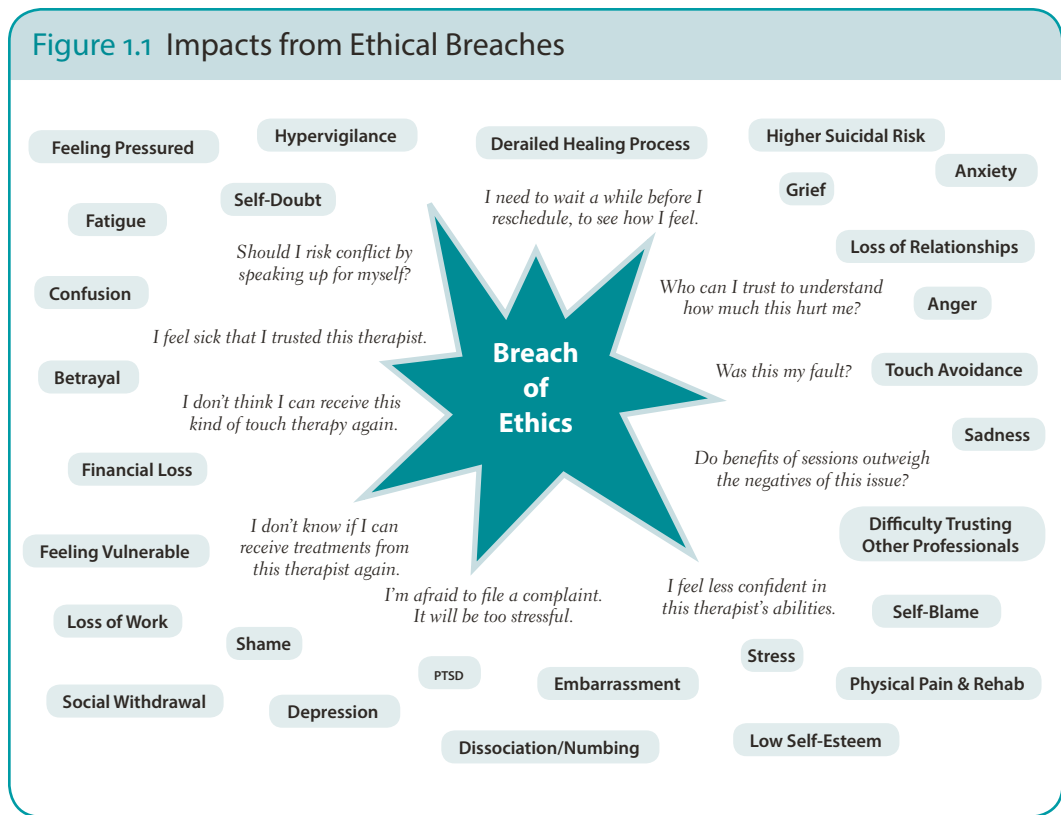 Figure 1.1 Impacts from Ethical Breaches
Feeling Pressured
Hypervigilance
Derailed Healing Process
Higher Suicidal Risk
Anxiety
Grief
Self-Doubt
Fatigue
I need to wait a while before I
reschedule, to see how I feel.
Loss of Relationships
Should I risk conflict by
speaking up for myself?
Who can I trust to understand
how much this hurt me?
Confusion
Anger
I feel sick that I trusted this therapist.
Breach
of
Ethics
Was this my fault?
Touch Avoidance
Betrayal
I don't think I can receive this
kind of touch therapy again.
Sadness
Financial Loss
Do benefits of sessions outweigh
the negatives of this issue?
Difficulty Trusting
Other Professionals
Feeling Vulnerable
I don't know if I can
receive treatments from
this therapist again.
I'm afraid to file a complaint.
It will be too stressful.
I feel less confident in
this therapist's abilities.
Self-Blame
Loss of Work
Shame
Stress
PTSD
Embarrassment
Physical Pain & Rehab
Social Withdrawal
Depression
Dissociation/Numbing
Low Self-Esteem